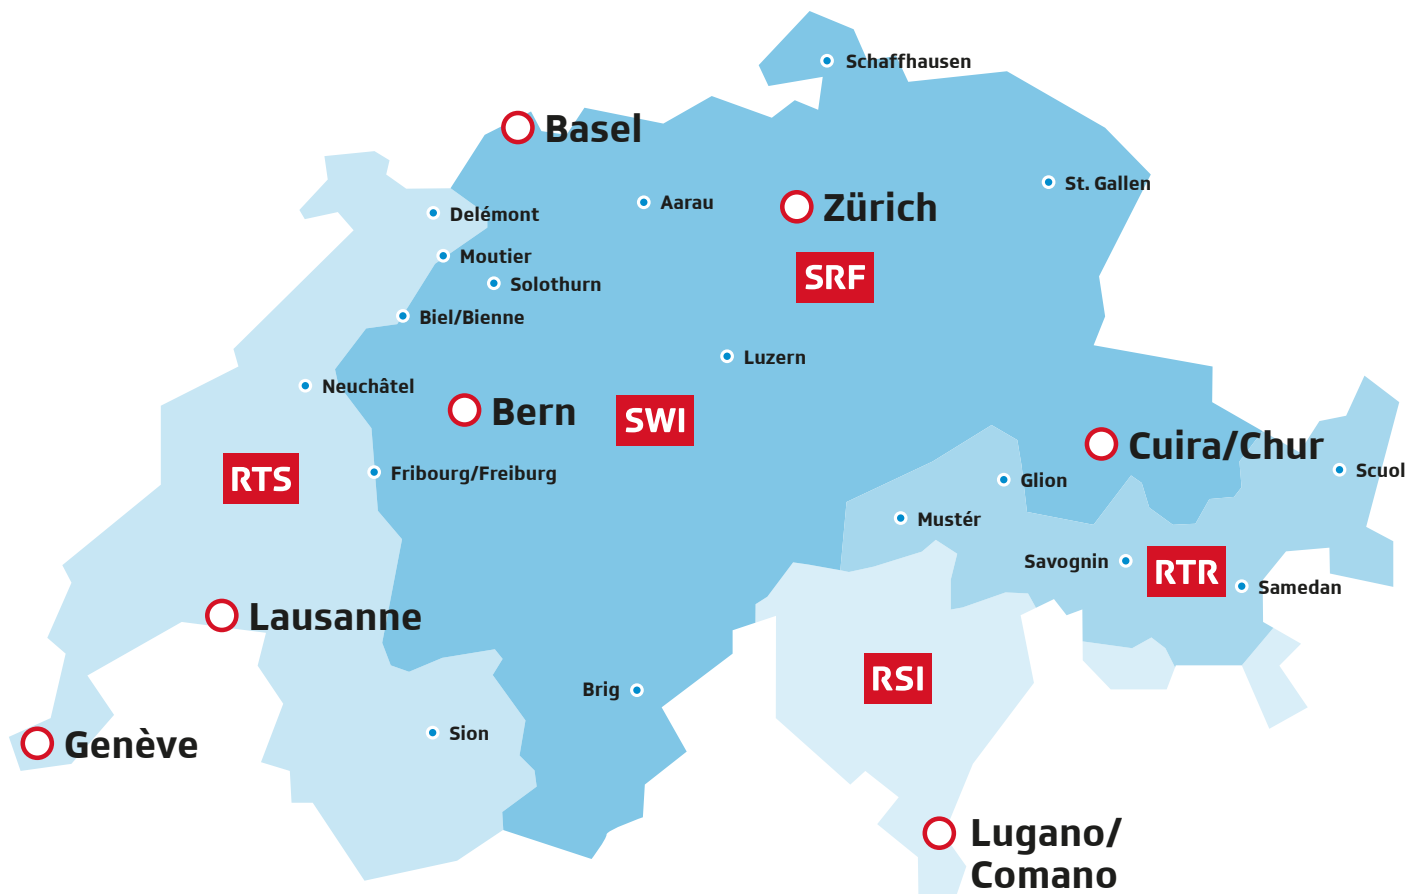 Schaffhausen
Basel
St. Gallen
Aarau
Zürich
Delémont
Moutier
SRF
Solothurn
Biel/Bienne
Luzern
Neuchâtel
Bern
SWI
Cuira/Chur
Scuol
RTS
Fribourg/Freiburg
Glion
Mustér
Savognin
RTR
Samedan
Lausanne
RSI
Brig
Sion
Genève
Lugano/
Comano